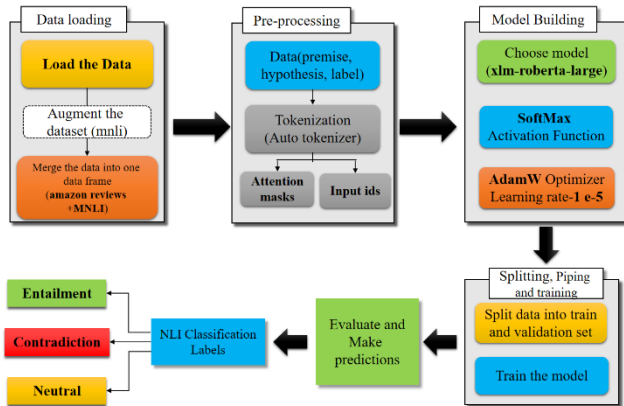 Data loading
Load the Data
Augment the
dataset (mnli)
Merge the data into one
data frame
(amazon reviews
+MNLI)
Pre-processing
Data(premise,
hypothesis, label)
Tokenization
(Auto tokenizer)
Attention
masks
Input ids
Model Building
Choose model
(xlm-roberta-large)
SoftMax
Activation Function
AdamW Optimizer
Learning rate-1 e-5
Splitting, Piping
and training
Split data into train
and validation set
Train the model
Evaluate and
Make
predictions
NLI Classification
Labels
Entailment
Contradiction
Neutral